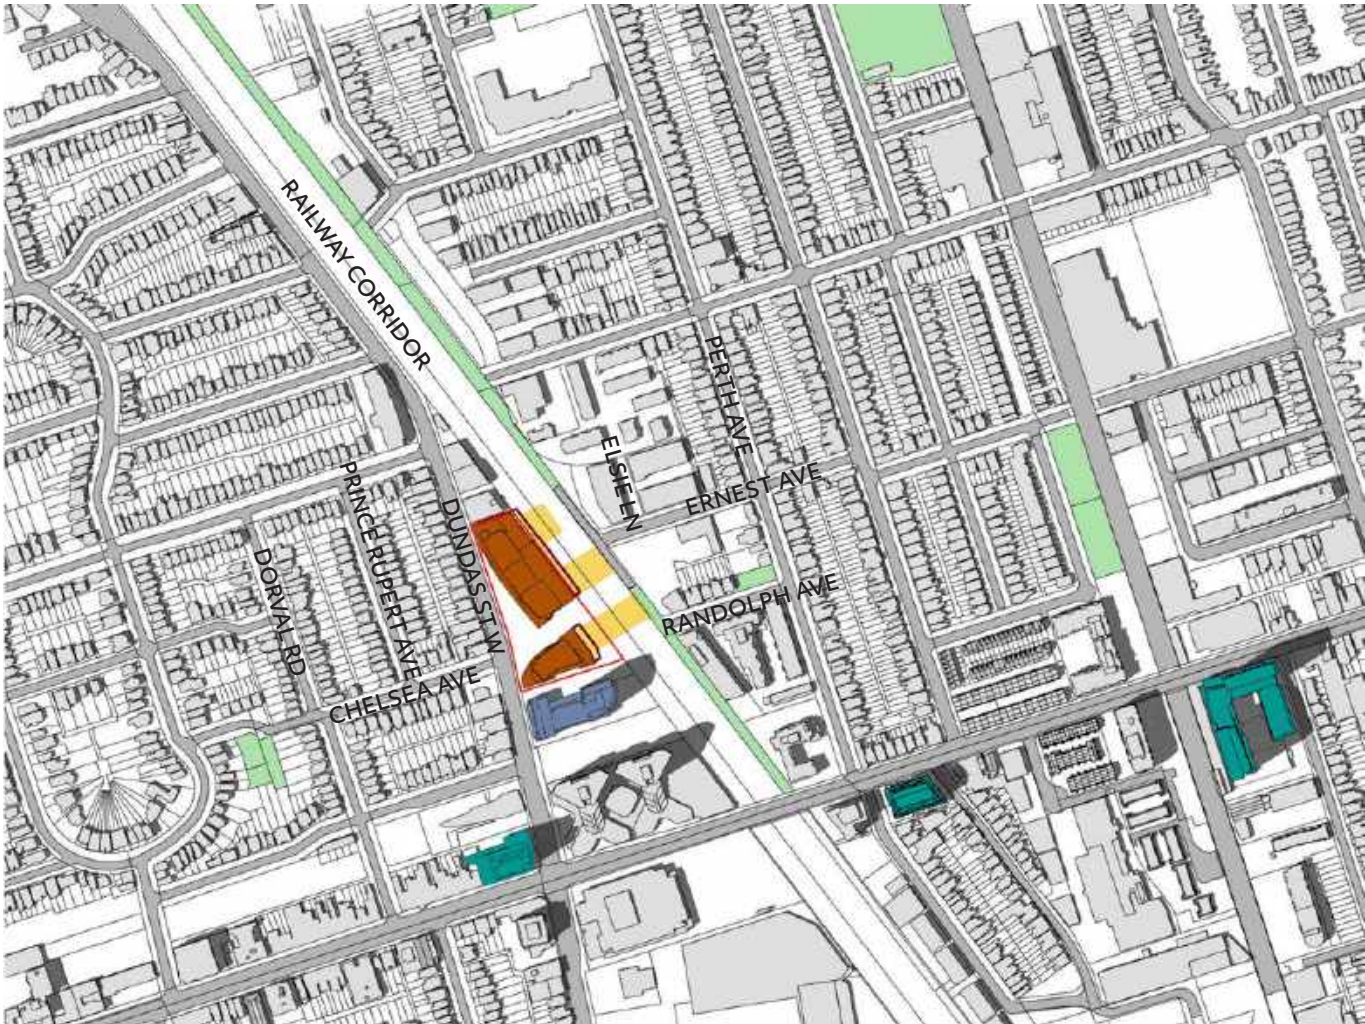 RAILWAY CORRIDOR
PERTH AVE
ELSIE LN
ERNEST AVE
PRINCE RUPERT AVE
DUNDAS ST W
DORVAL RD
RANDOLPH AVE
CHELSEA AVE